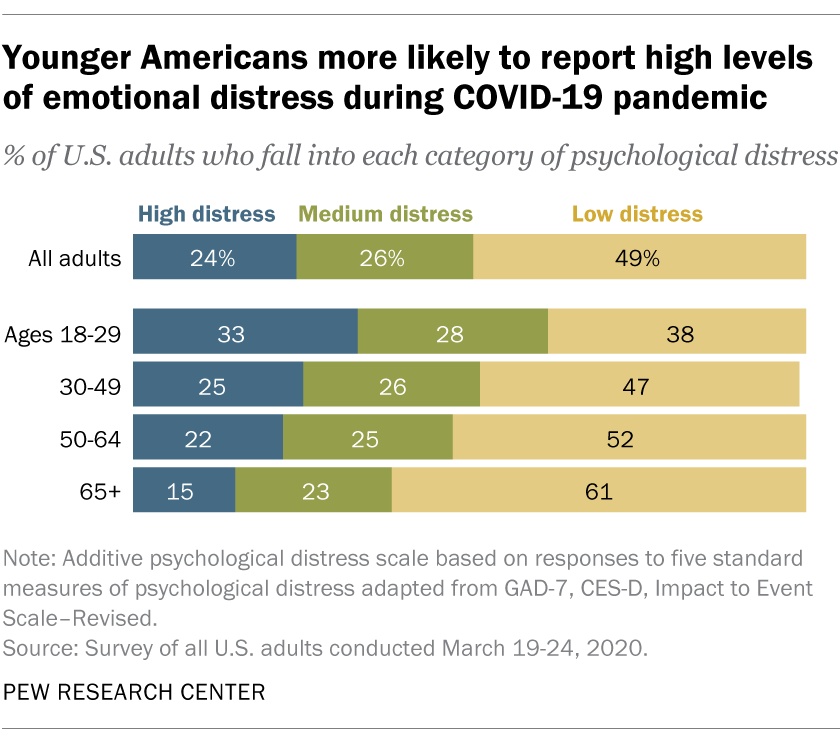 Younger Americans more likely to report high levels
of emotional distress during COVID-19 pandemic
% of U.S. adults who fall into each category of psychological distress
High distress Medium distress Low distress
All adults 24% 26% 49%
Ages 18-29 33 28 38
30-49 25 26 47
50-64 22 25 52
65+ 15 23 61
Note: Additive psychological distress scale based on responses to five standard
measures of psychological distress adapted from GAD-7, CES-D, Impact to Event
Scale–Revised.
Source: Survey of all U.S. adults conducted March 19-24, 2020.
PEW RESEARCH CENTER